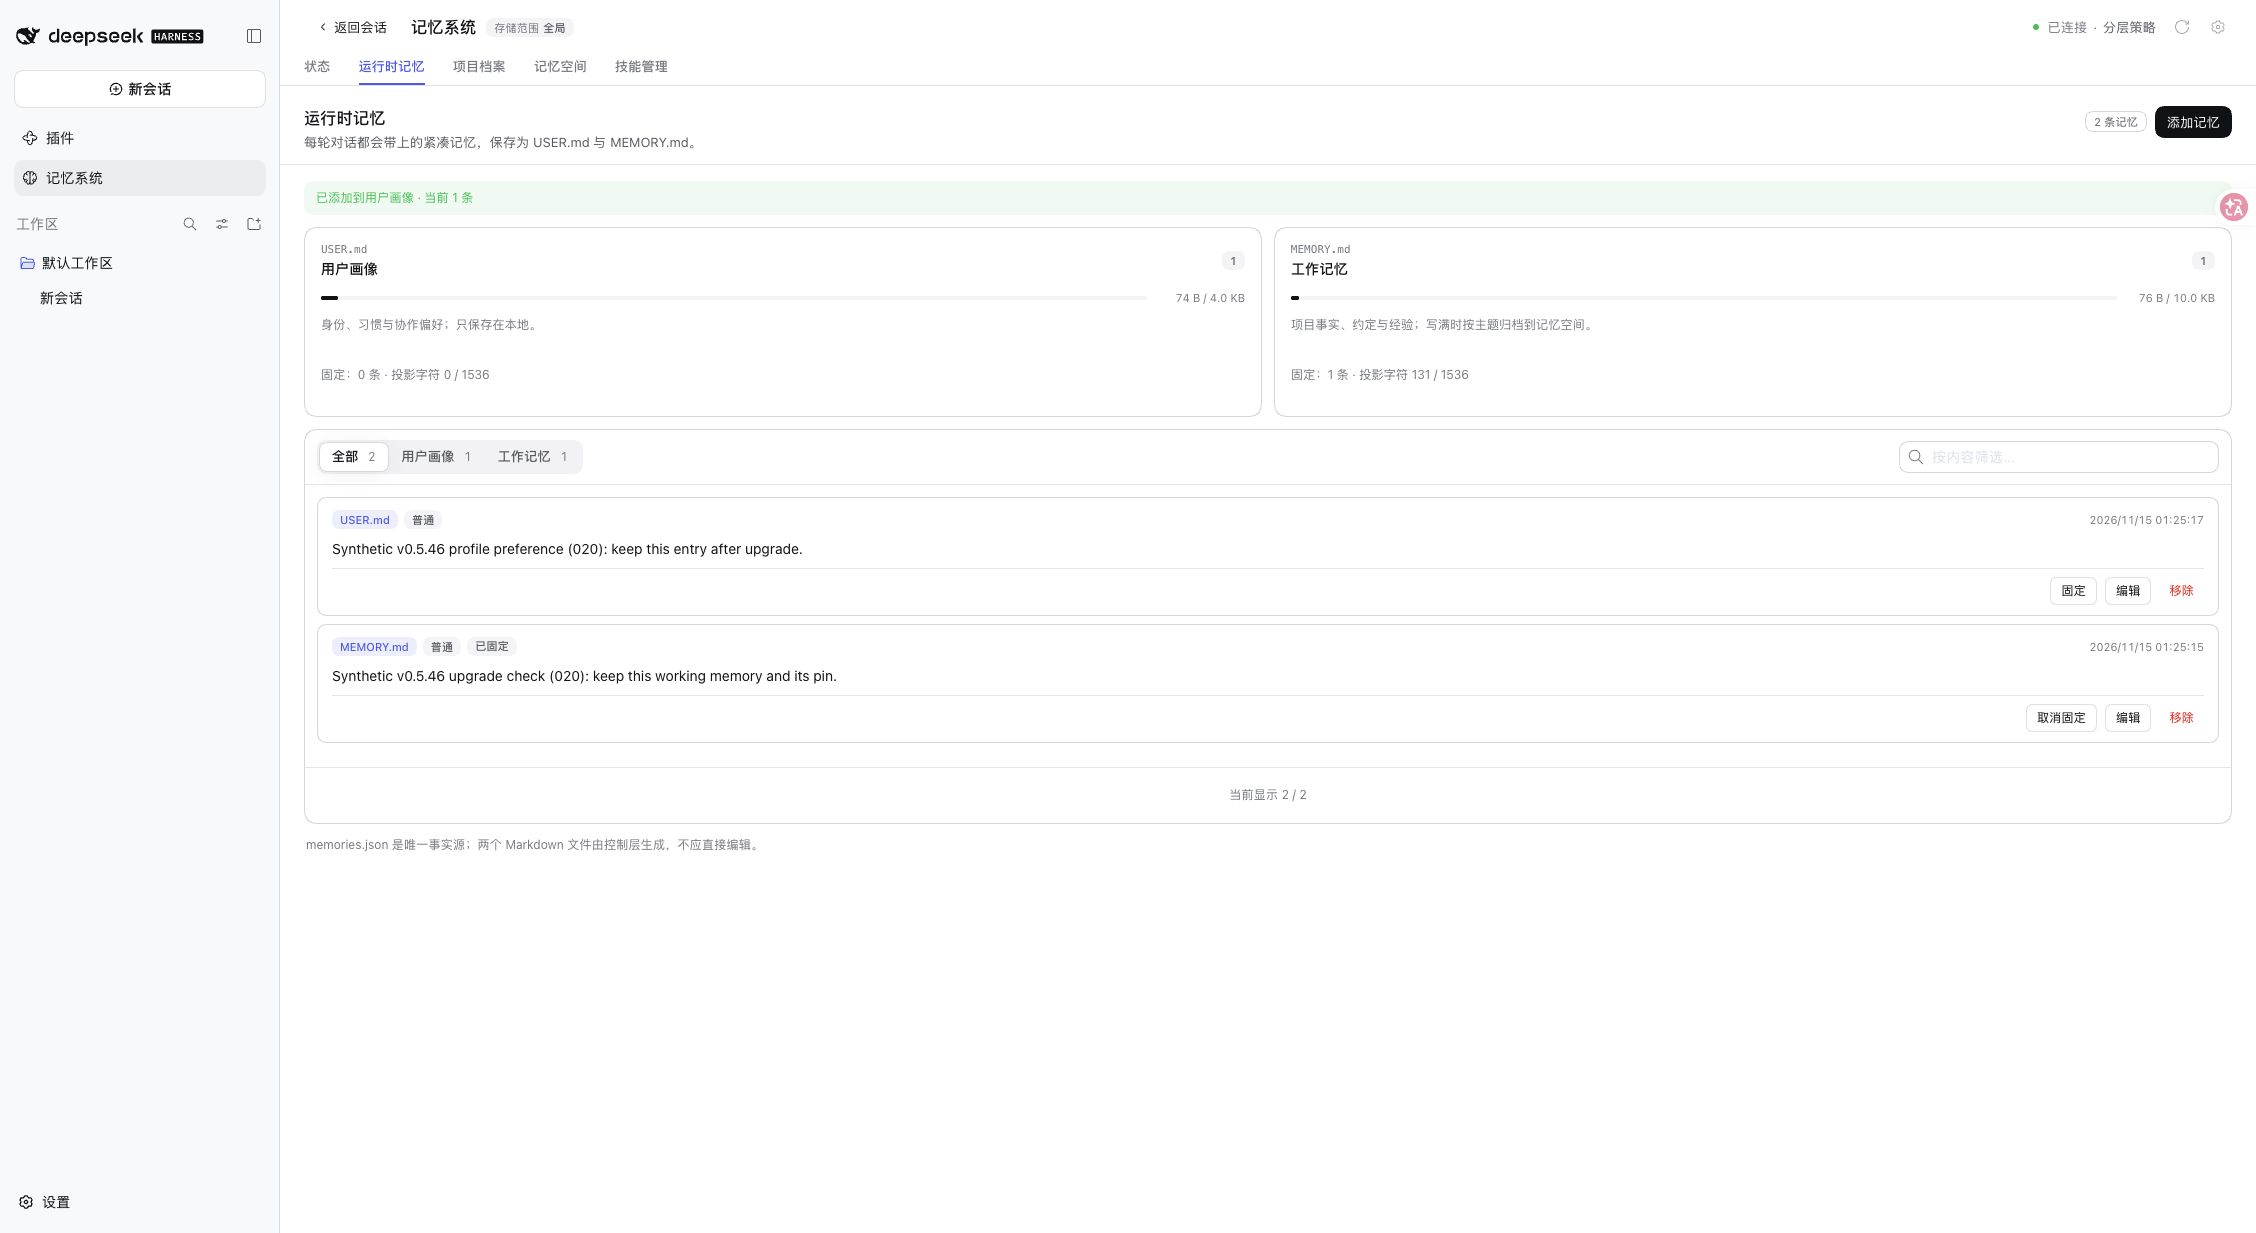 deepseek HARNESS
新会话
插件
记忆系统
工作区
默认工作区
新会话
设置
返回会话 记忆系统 存储范围 全局
已连接 · 分层策略
状态 运行时记忆 项目档案 记忆空间 技能管理
运行时记忆
每轮对话都会带上的紧凑记忆，保存为 USER.md 与 MEMORY.md。
2 条记忆 添加记忆
已添加到用户画像 · 当前 1 条
USER.md
用户画像 1
74 B / 4.0 KB
身份、习惯与协作偏好；只保存在本地。
固定：0 条 · 投影字符 0 / 1536
MEMORY.md
工作记忆 1
76 B / 10.0 KB
项目事实、约定与经验；写满时按主题归档到记忆空间。
固定：1 条 · 投影字符 131 / 1536
全部 2 用户画像 1 工作记忆 1
按内容筛选...
USER.md 普通 2026/11/15 01:25:17
Synthetic v0.5.46 profile preference (020): keep this entry after upgrade.
固定 编辑 移除
MEMORY.md 普通 已固定 2026/11/15 01:25:15
Synthetic v0.5.46 upgrade check (020): keep this working memory and its pin.
取消固定 编辑 移除
当前显示 2 / 2
memories.json 是唯一事实源；两个 Markdown 文件由控制层生成，不应直接编辑。